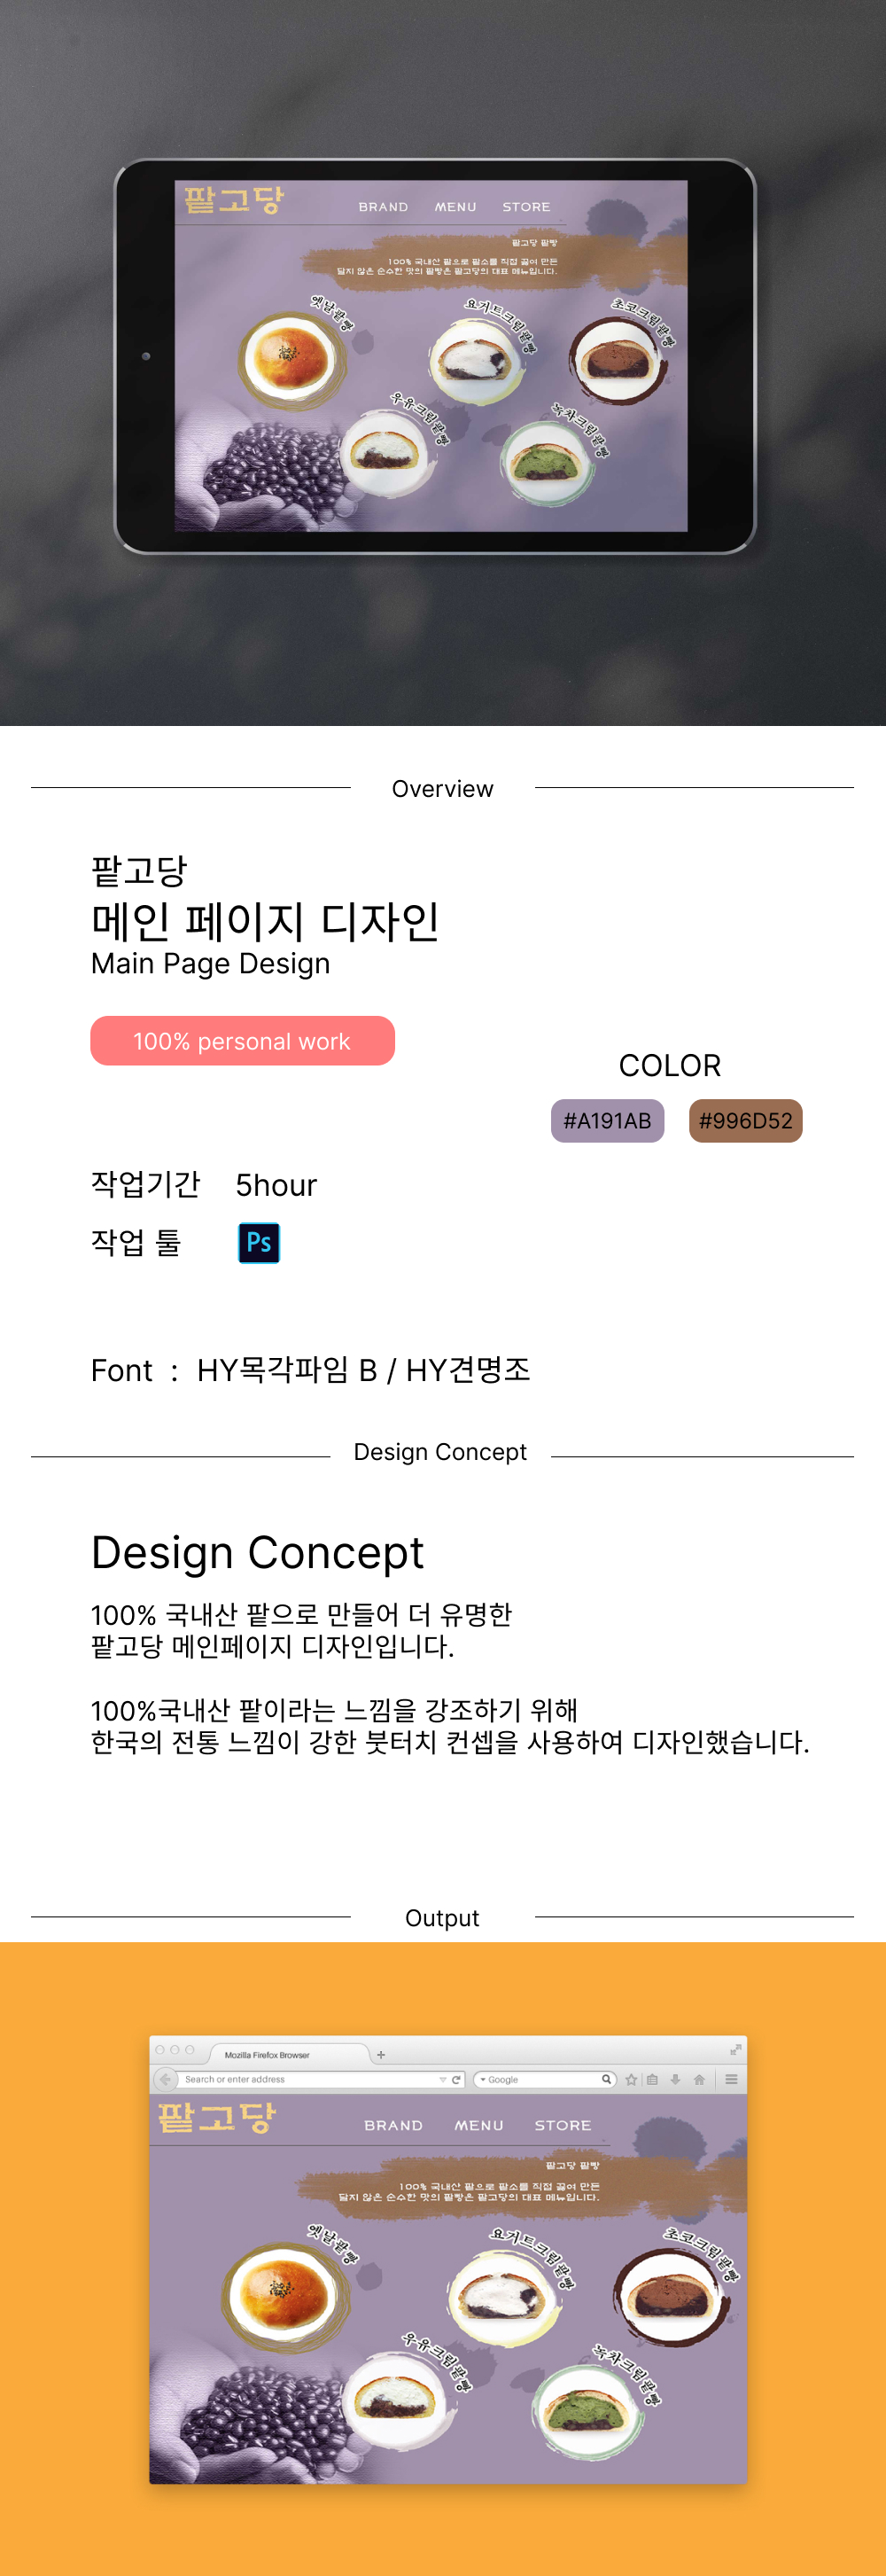 팥고당
BRAND MENU STORE
팥고당 팥빵
100% 국내산 팥으로 팥소를 직접 끓여 만든
달지 않은 순수한 맛의 팥빵은 팥고당의 대표 메뉴입니다.
옛날팥빵
요거트크림팥빵
초코크림팥빵
우유크림팥빵
녹차크림팥빵
Overview
팥고당
메인 페이지 디자인
Main Page Design
100% personal work
COLOR
#A191AB #996D52
작업기간 5hour
작업 툴 Ps
Font : HY목각파임 B / HY견명조
Design Concept
Design Concept
100% 국내산 팥으로 만들어 더 유명한
팥고당 메인페이지 디자인입니다.
100%국내산 팥이라는 느낌을 강조하기 위해
한국의 전통 느낌이 강한 붓터치 컨셉을 사용하여 디자인했습니다.
Output
Mozilla Firefox Browser
Search or enter address
Google
팥고당
BRAND MENU STORE
팥고당 팥빵
100% 국내산 팥으로 팥소를 직접 끓여 만든
달지 않은 순수한 맛의 팥빵은 팥고당의 대표 메뉴입니다.
옛날팥빵
요거트크림팥빵
초코크림팥빵
우유크림팥빵
녹차크림팥빵